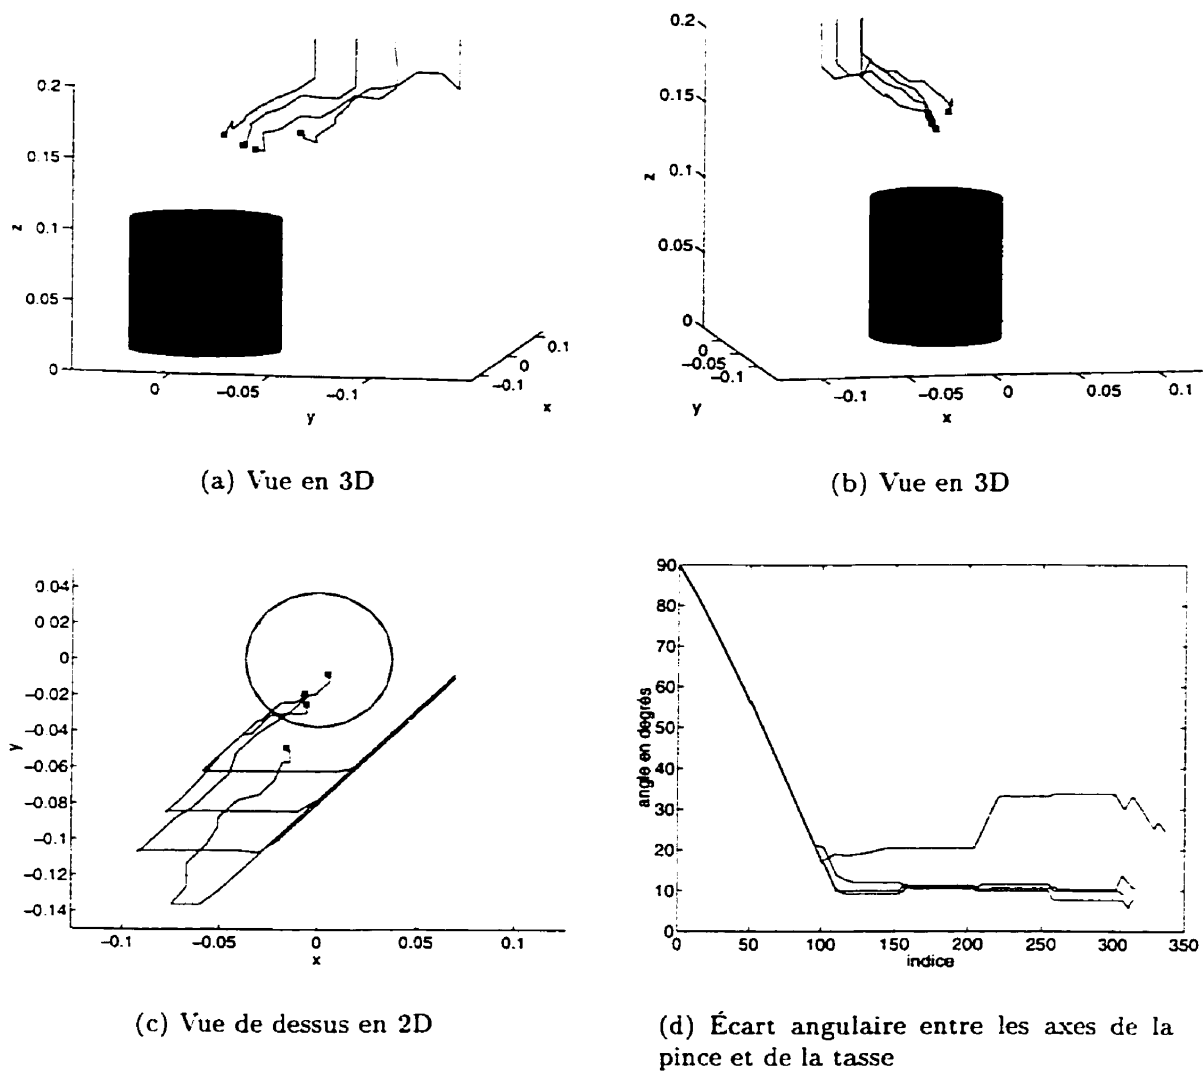 0.2
0.15
0.1
0.05
0
z
0 -0.05 -0.1
y
-0.1 0 0.1
x
(a) Vue en 3D
0.2
0.15
0.1
0.05
0
z
0 -0.05 -0.1
y
-0.1 -0.05 0 0.05 0.1
x
(b) Vue en 3D
0.04
0.02
0
-0.02
-0.04
-0.06
-0.08
-0.1
-0.12
-0.14
y
-0.1 -0.05 0 0.05 0.1
x
(c) Vue de dessus en 2D
90
80
70
60
50
40
30
20
10
0
angle en degrés
0 50 100 150 200 250 300 350
indice
(d) Écart angulaire entre les axes de la
pince et de la tasse